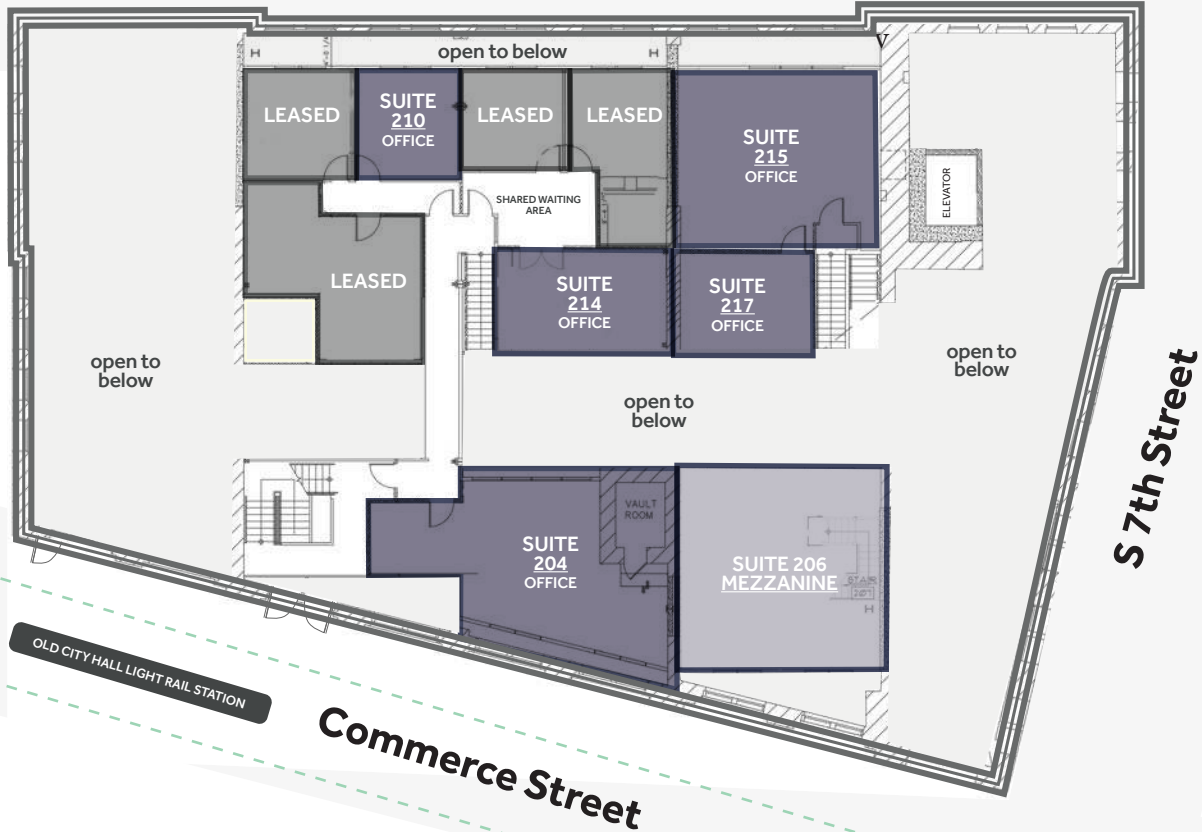 open to below
V
H
H
LEASED
SUITE
210
OFFICE
LEASED
LEASED
SUITE
215
OFFICE
ELEVATOR
SHARED WAITING
AREA
LEASED
SUITE
214
OFFICE
SUITE
217
OFFICE
open to
below
open to
below
open to
below
S 7th Street
VAULT
ROOM
SUITE
204
OFFICE
SUITE 206
MEZZANINE
STAIR
H
OLD CITY HALL LIGHT RAIL STATION
Commerce Street